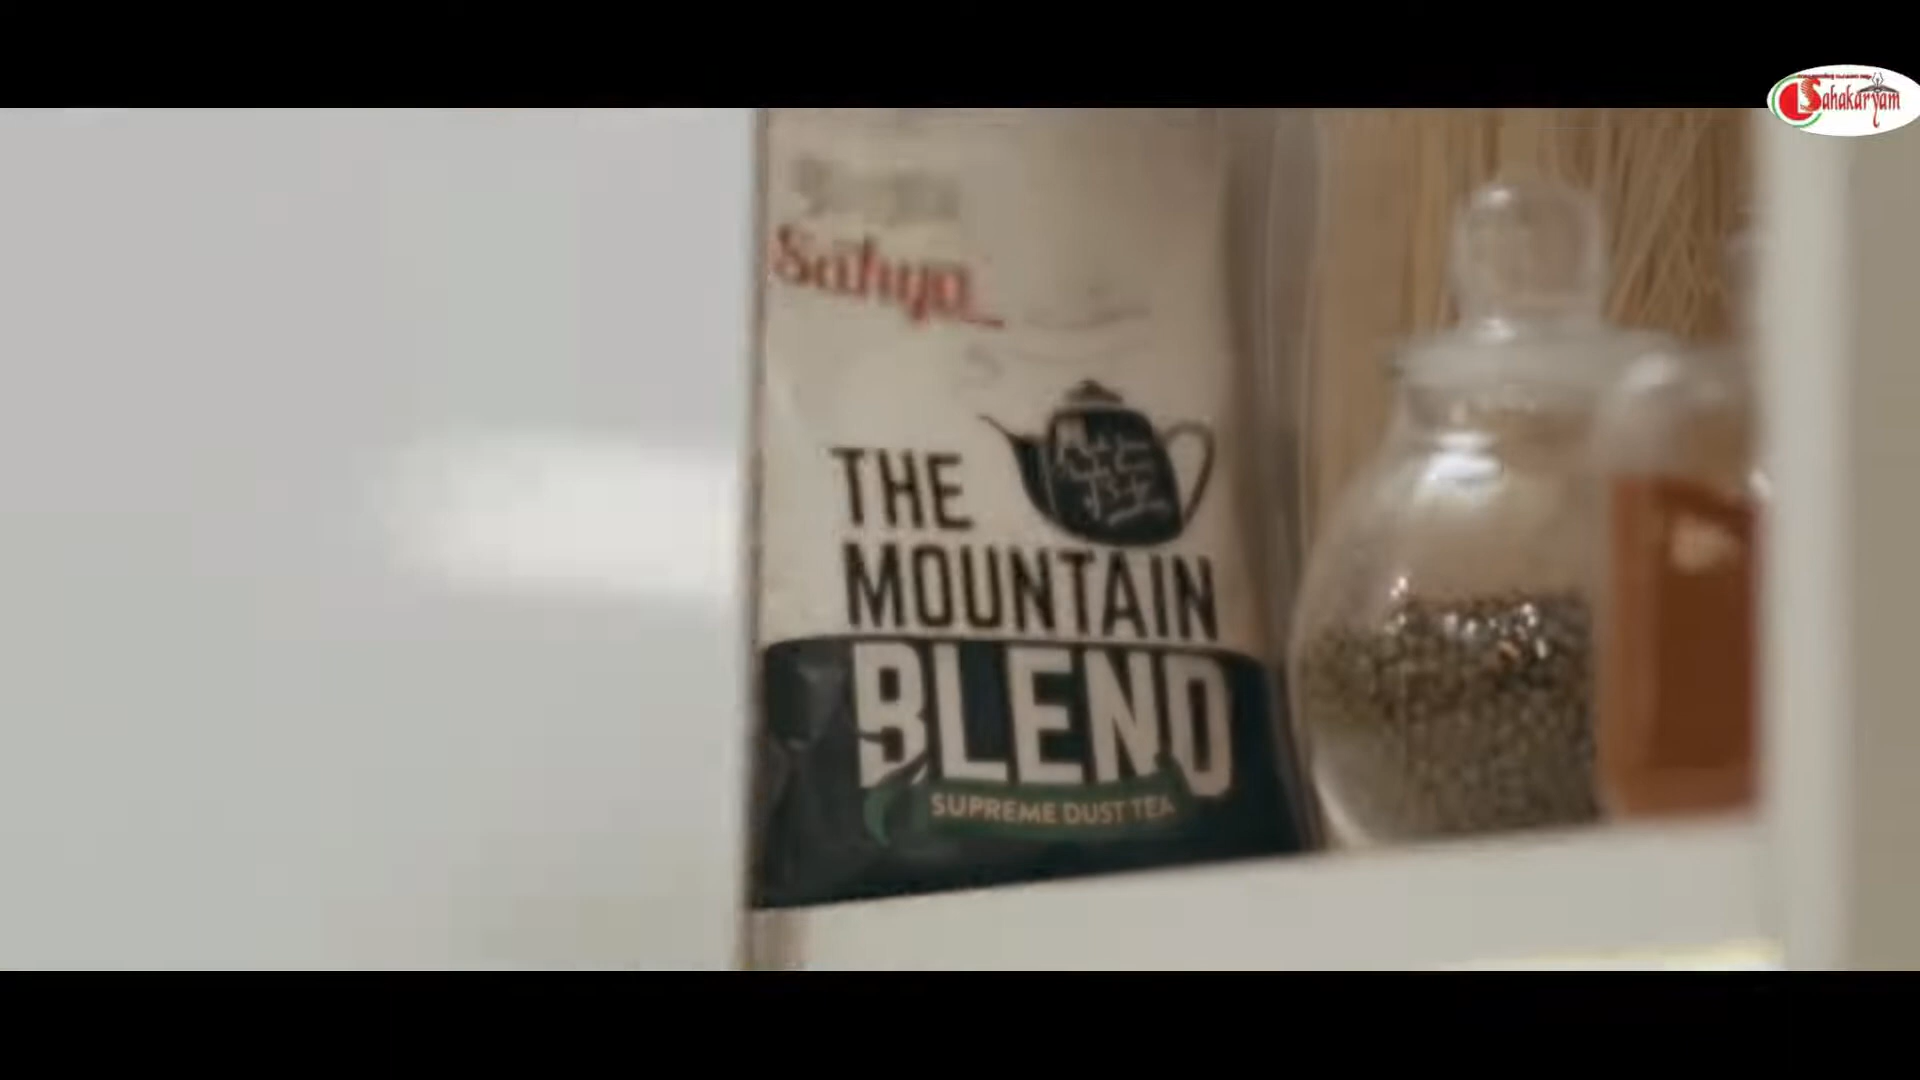 Sahakaryam
Sahya
THE
MOUNTAIN
BLEND
SUPREME DUST TEA